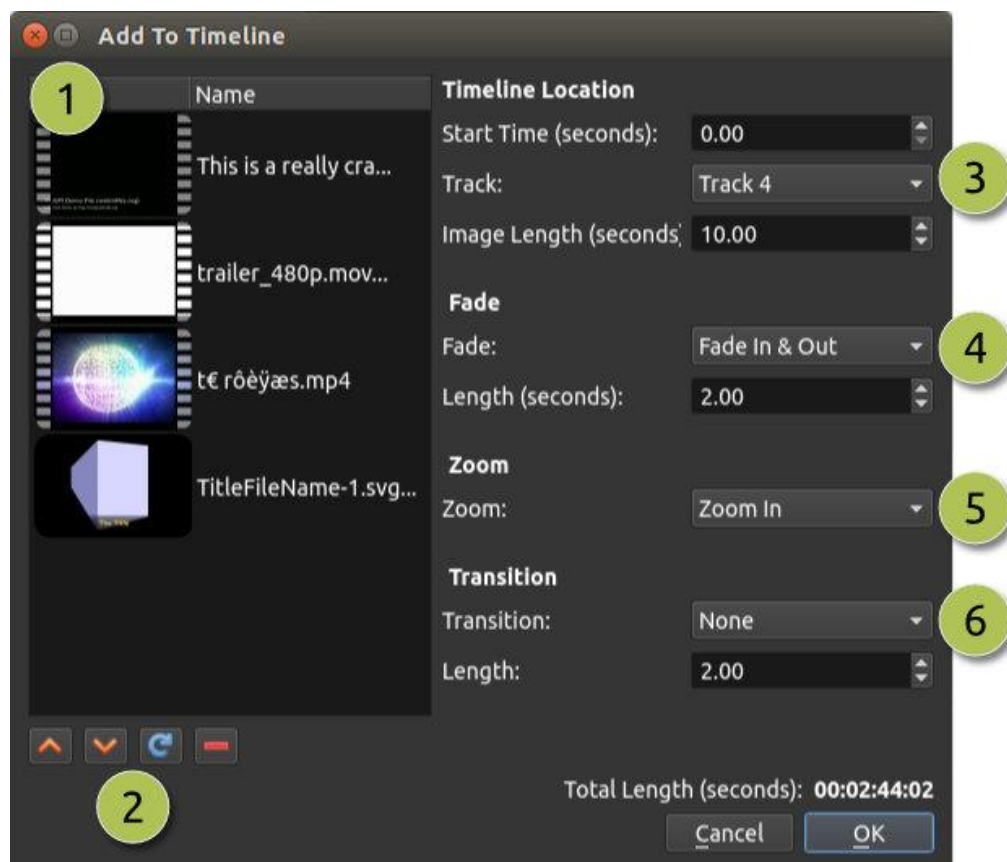 Add To Timeline
1
Name
This is a really cra...
trailer_480p.mov...
t€ rôèÿæs.mp4
TitleFileName-1.svg...
2
Timeline Location
Start Time (seconds): 0.00
Track: Track 4
3
Image Length (seconds) 10.00
Fade
Fade: Fade In & Out
4
Length (seconds): 2.00
Zoom
Zoom: Zoom In
5
Transition
Transition: None
6
Length: 2.00
Total Length (seconds): 00:02:44:02
Cancel
OK